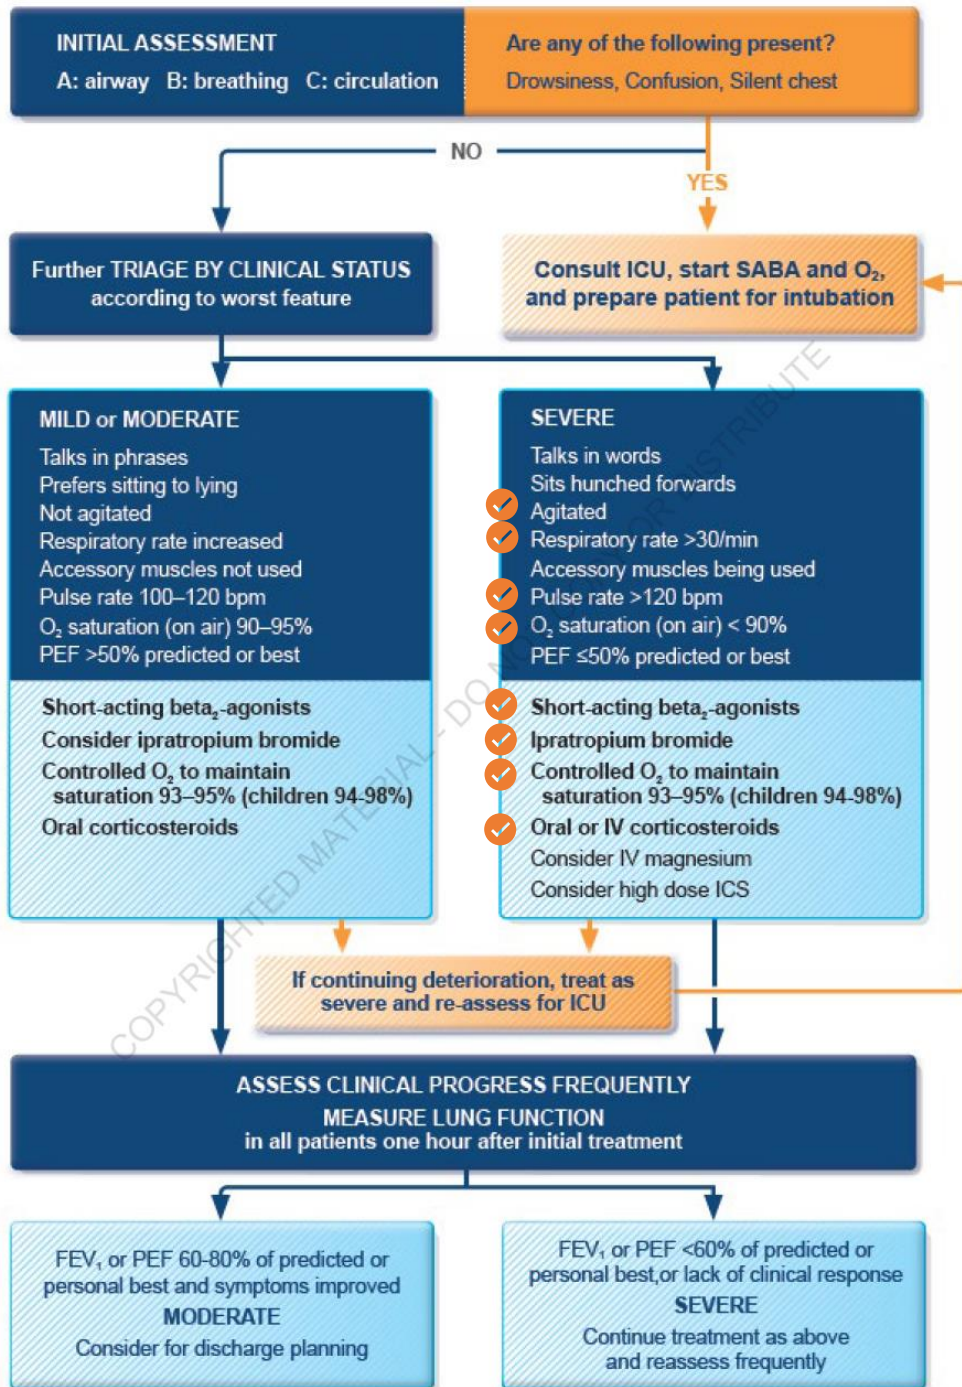 INITIAL ASSESSMENT
A: airway B: breathing C: circulation
Are any of the following present?
Drowsiness, Confusion, Silent chest
NO
YES
Further TRIAGE BY CLINICAL STATUS
according to worst feature
Consult ICU, start SABA and O₂,
and prepare patient for intubation
MILD or MODERATE
Talks in phrases
Prefers sitting to lying
Not agitated
Respiratory rate increased
Accessory muscles not used
Pulse rate 100–120 bpm
O₂ saturation (on air) 90–95%
PEF >50% predicted or best
Short-acting beta₂-agonists
Consider ipratropium bromide
Controlled O₂ to maintain
saturation 93–95% (children 94-98%)
Oral corticosteroids
SEVERE
Talks in words
Sits hunched forwards
Agitated
Respiratory rate >30/min
Accessory muscles being used
Pulse rate >120 bpm
O₂ saturation (on air) < 90%
PEF ≤50% predicted or best
Short-acting beta₂-agonists
Ipratropium bromide
Controlled O₂ to maintain
saturation 93–95% (children 94-98%)
Oral or IV corticosteroids
Consider IV magnesium
Consider high dose ICS
If continuing deterioration, treat as
severe and re-assess for ICU
ASSESS CLINICAL PROGRESS FREQUENTLY
MEASURE LUNG FUNCTION
in all patients one hour after initial treatment
FEV₁ or PEF 60-80% of predicted or
personal best and symptoms improved
MODERATE
Consider for discharge planning
FEV₁ or PEF <60% of predicted or
personal best,or lack of clinical response
SEVERE
Continue treatment as above
and reassess frequently
COPYRIGHTED MATERIAL - DO NOT COPY OR DISTRIBUTE